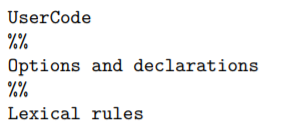 UserCode
%%
Options and declarations
%%
Lexical rules